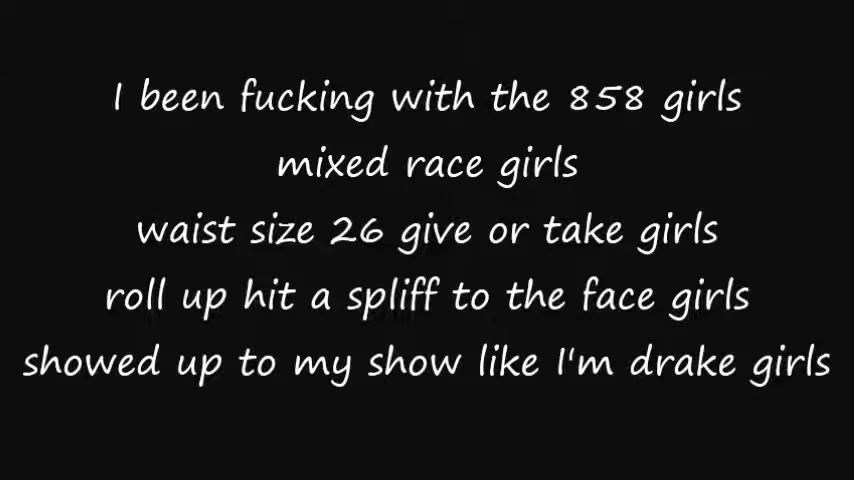 I been fucking with the 858 girls
mixed race girls
waist size 26 give or take girls
roll up hit a spliff to the face girls
showed up to my show like I'm drake girls